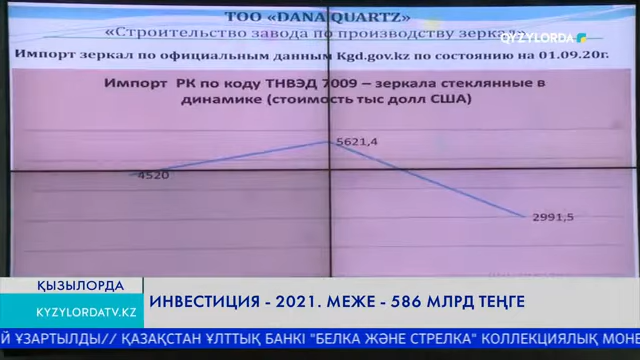 ТОО «DANA QUARTZ»
«Строительство завода по производству зеркал»
QYZYLORDA
Импорт зеркал по официальным данным Kgd.gov.kz по состоянию на 01.09.20г.
Импорт РК по коду ТНВЭД 7009 – зеркала стеклянные в
динамике (стоимость тыс долл США)
5621,4
4520
2991,5
ҚЫЗЫЛОРДА
KYZYLORDATV.KZ
ИНВЕСТИЦИЯ - 2021. МЕЖЕ - 586 МЛРД ТЕҢГЕ
Й ҰЗАРТЫЛДЫ// ҚАЗАҚСТАН ҰЛТТЫҚ БАНКІ "БЕЛКА ЖӘНЕ СТРЕЛКА" КОЛЛЕКЦИЯЛЫҚ МОНЕ